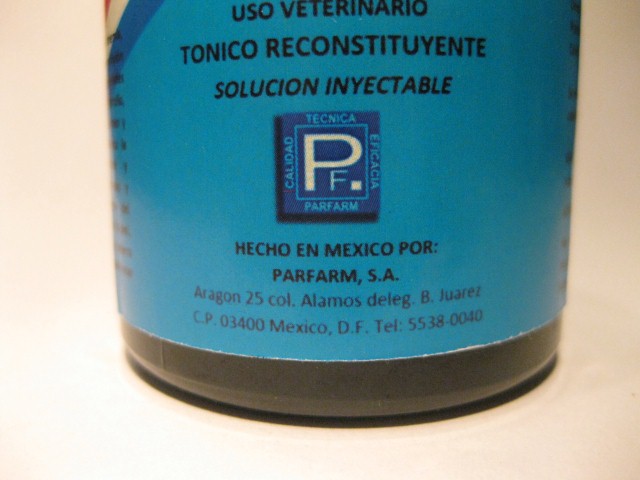 USO VETERINARIO
TONICO RECONSTITUYENTE
SOLUCION INYECTABLE
TECNICA
CALIDAD
EFICACIA
PF.
PARFARM
HECHO EN MEXICO POR:
PARFARM, S.A.
Aragon 25 col. Alamos deleg. B. Juarez
C.P. 03400 Mexico, D.F. Tel: 5538-0040